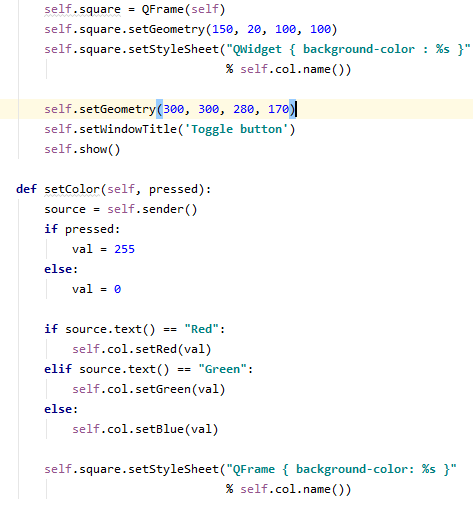 self.square = QFrame(self)
self.square.setGeometry(150, 20, 100, 100)
self.square.setStyleSheet("QWidget { background-color : %s }"
% self.col.name())
self.setGeometry(300, 300, 280, 170)
self.setWindowTitle('Toggle button')
self.show()
def setColor(self, pressed):
source = self.sender()
if pressed:
val = 255
else:
val = 0
if source.text() == "Red":
self.col.setRed(val)
elif source.text() == "Green":
self.col.setGreen(val)
else:
self.col.setBlue(val)
self.square.setStyleSheet("QFrame { background-color: %s }"
% self.col.name())